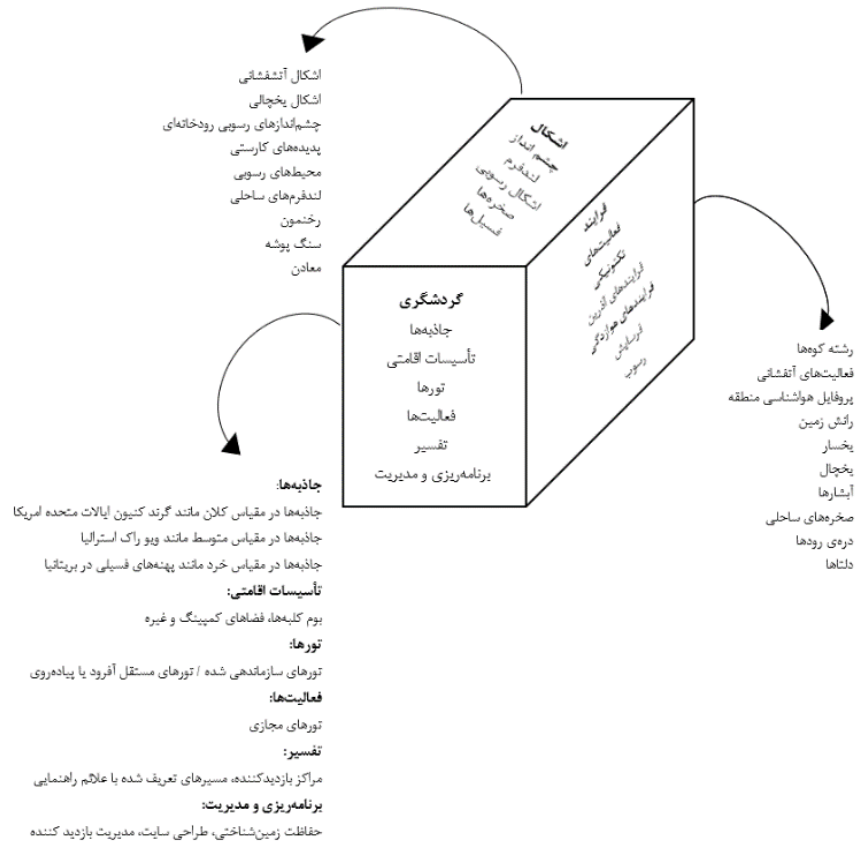 اشکال آتشفشانی
اشکال یخچالی
چشم‌اندازهای رسوبی رودخانه‌ای
پدیده‌های کارستی
محیط‌های رسوبی
لندفرم‌های ساحلی
رخنمون
سنگ پوشه
معادن
اشکال
چشم انداز
لندفرم
اشکال رسوبی
صخره‌ها
فسیل‌ها
فرایند
فعالیت‌های
تکتونیکی
فرایندهای آذرین
فرایندهای هوازدگی
فرسایش
رسوب
گردشگری
جاذبه‌ها
تأسیسات اقامتی
تورها
فعالیت‌ها
تفسیر
برنامه‌ریزی و مدیریت
رشته کوه‌ها
فعالیت‌های آتفشانی
پروفایل هواشناسی منطقه
رانش زمین
یخسار
یخچال
آبشارها
صخره‌های ساحلی
دره‌ی رودها
دلتاها
جاذبه‌ها:
جاذبه‌ها در مقیاس کلان مانند گرند کنیون ایالات متحده امریکا
جاذبه‌ها در مقیاس متوسط مانند ویو راک استرالیا
جاذبه‌ها در مقیاس خرد مانند پهنه‌های فسیلی در بریتانیا
تأسیسات اقامتی:
بوم کلبه‌ها، فضاهای کمپینگ و غیره
تورها:
تورهای سازماندهی شده / تورهای مستقل آفرود یا پیاده‌روی
فعالیت‌ها:
تورهای مجازی
تفسیر:
مراکز بازدیدکننده، مسیرهای تعریف شده با علائم راهنمایی
برنامه‌ریزی و مدیریت:
حفاظت زمین‌شناختی، طراحی سایت، مدیریت بازدید کننده